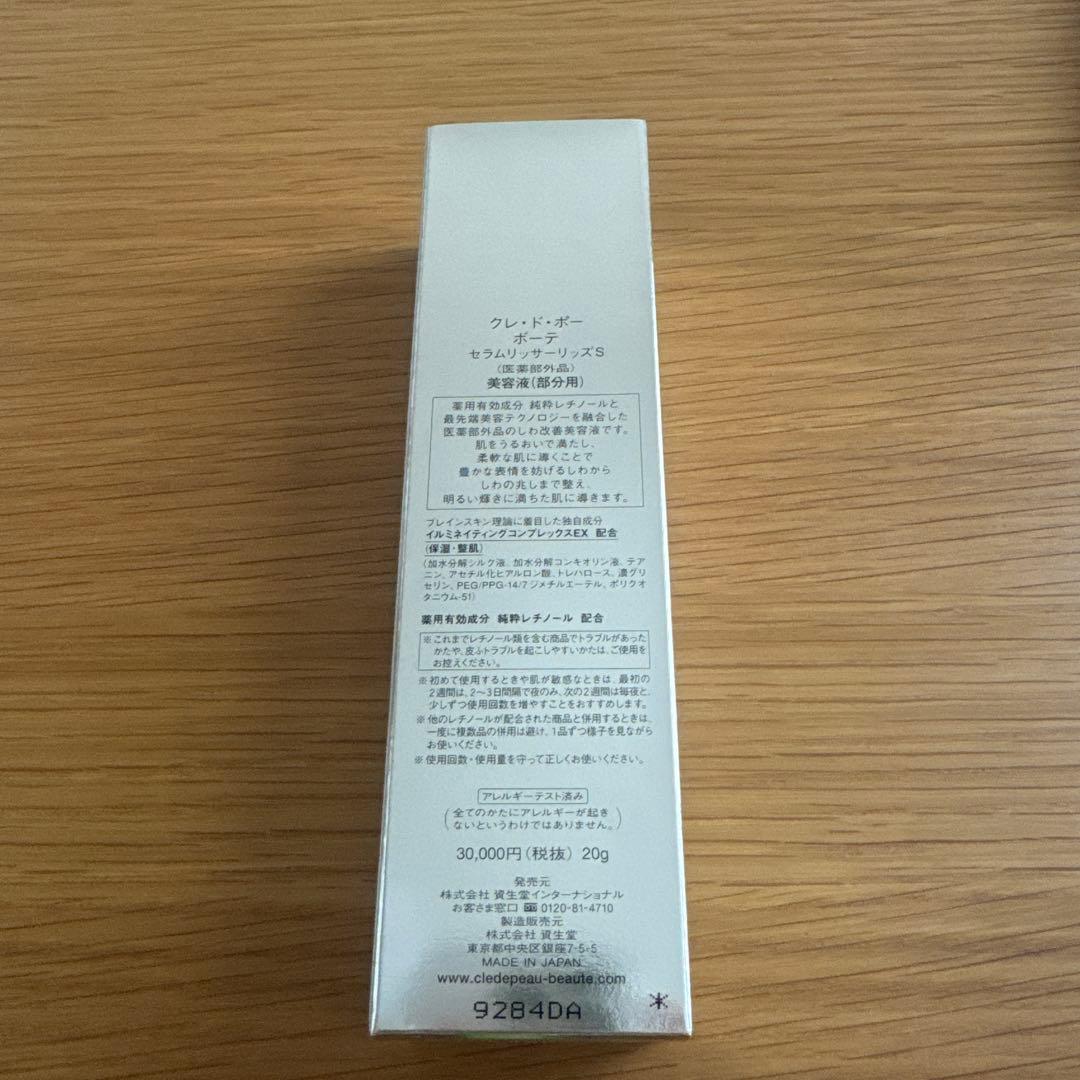 クレ・ド・ポー
ボーテ
セラムリッサーリッズS
（医薬部外品）
美容液（部分用）
薬用有効成分 純粋レチノールと
最先端美容テクノロジーを融合した
医薬部外品のしわ改善美容液です。
肌をうるおいで満たし、
柔軟な肌に導くことで
豊かな表情を妨げるしわから
しわの兆しまで整え、
明るい輝きに満ちた肌に導きます。
ブレインスキン理論に着目した独自成分
イルミネイティングコンプレックスEX 配合
（保湿・整肌）
（加水分解シルク液、加水分解コンキオリン液、テア
ニン、アセチル化ヒアルロン酸、トレハロース、濃グリ
セリン、PEG/PPG-14/7ジメチルエーテル、ポリクオ
タニウム-51）
薬用有効成分 純粋レチノール 配合
※これまでレチノール類を含む商品でトラブルがあった
かたや、皮ふトラブルを起こしやすいかたは、ご使用を
お控えください。
※初めて使用するときや肌が敏感なときは、最初の
2週間は、2～3日間隔で夜のみ、次の2週間は毎夜と、
少しずつ使用回数を増やすことをおすすめします。
※他のレチノールが配合された商品と併用するときは、
一度に複数品の併用は避け、1品ずつ様子を見ながら
お使いください。
※使用回数・使用量を守って正しくお使いください。
アレルギーテスト済み
（全てのかたにアレルギーが起き
ないというわけではありません。）
30,000円（税抜） 20g
発売元
株式会社 資生堂インターナショナル
お客さま窓口 0120-81-4710
製造販売元
株式会社 資生堂
東京都中央区銀座7-5-5
MADE IN JAPAN
www.cledepeau-beaute.com
9284DA